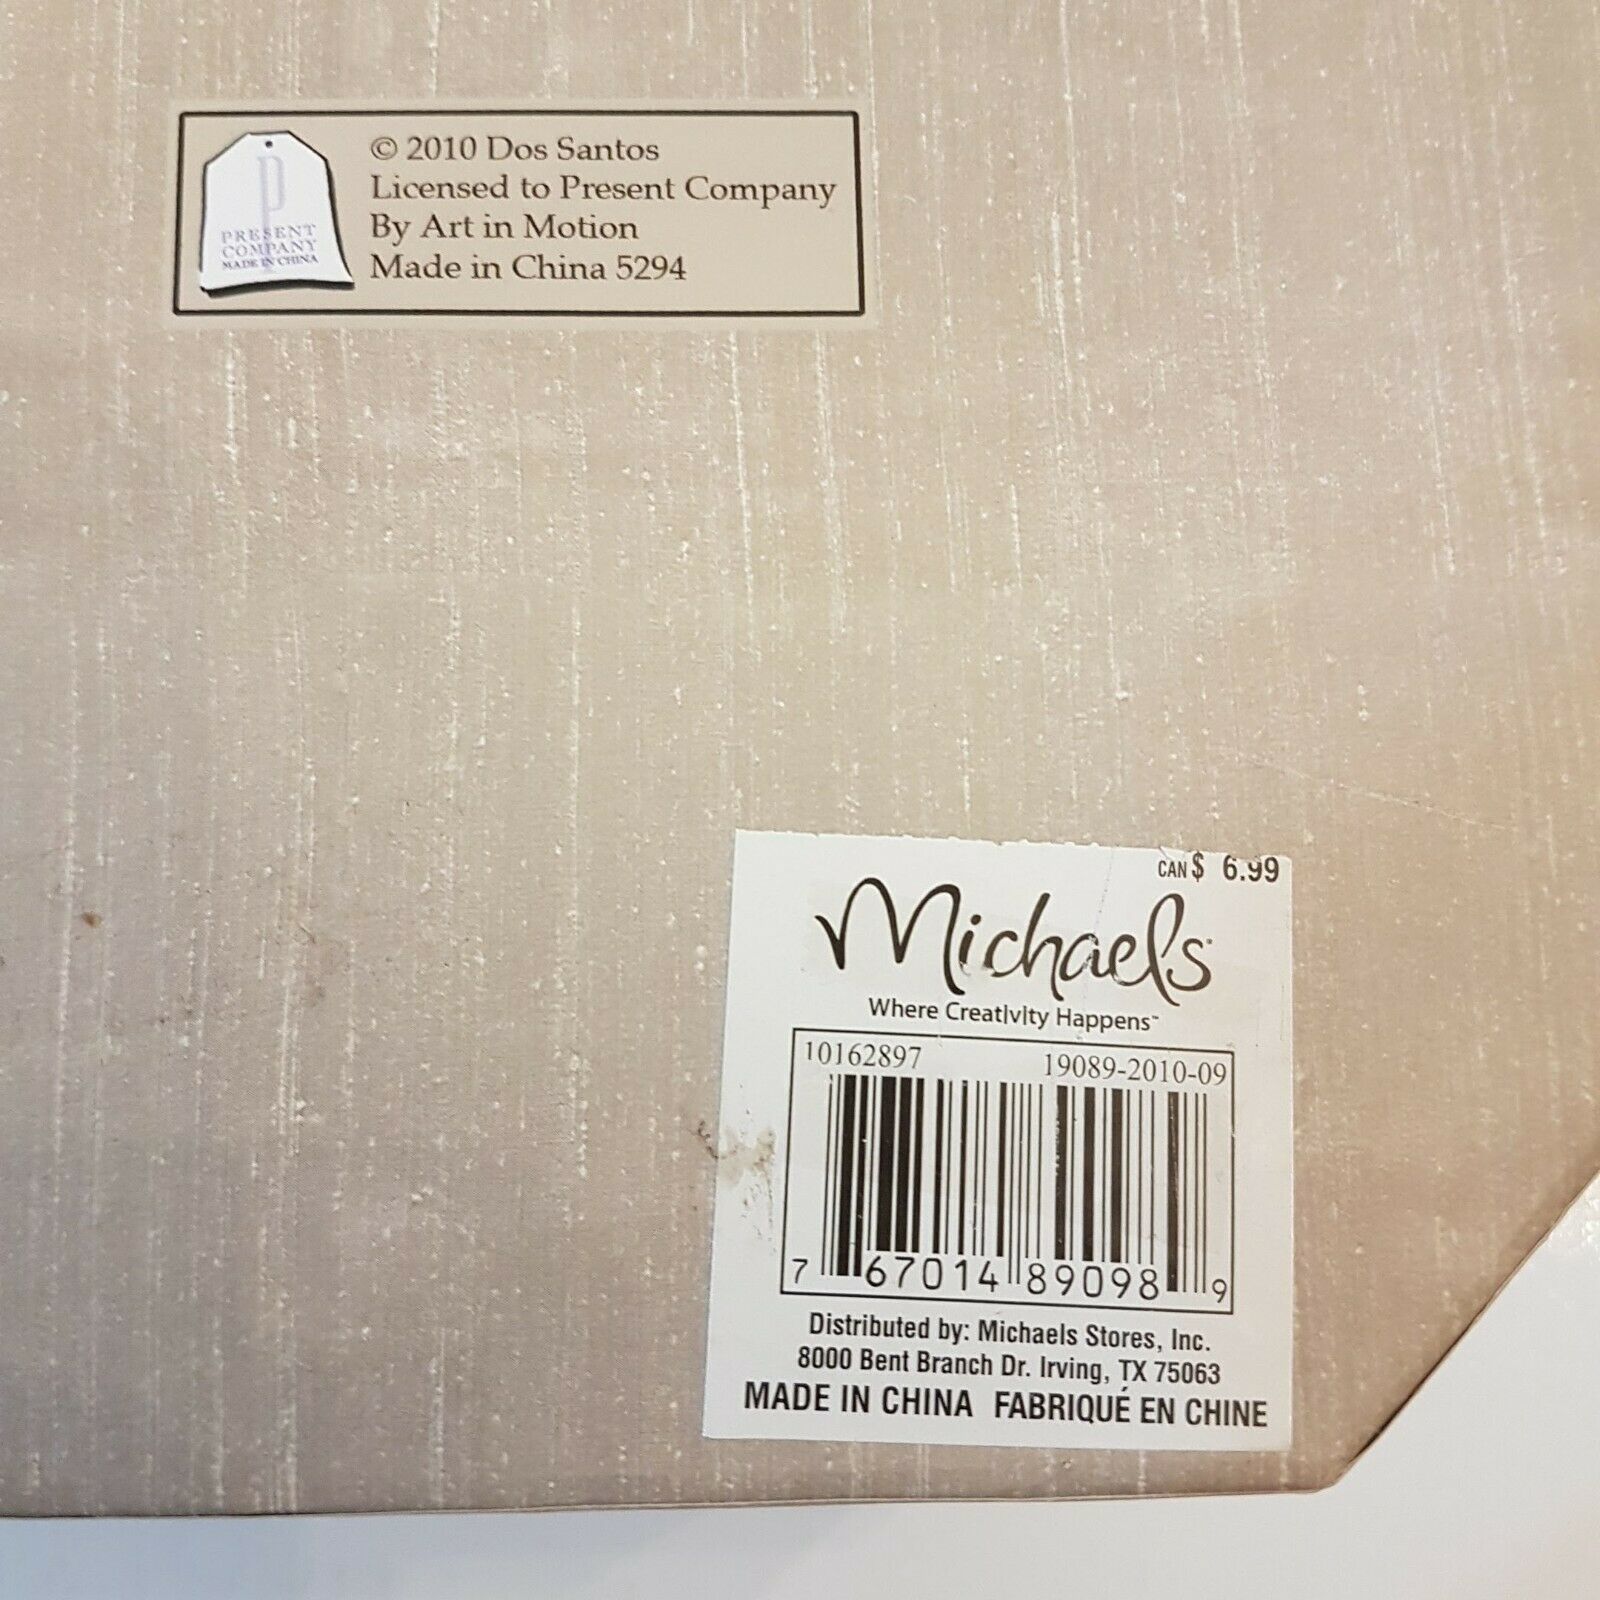 P
PRESENT
COMPANY
MADE IN CHINA
© 2010 Dos Santos
Licensed to Present Company
By Art in Motion
Made in China 5294
CAN $ 6.99
Michaels
Where Creativity Happens™
10162897 19089-2010-09
7 67014 89098 9
Distributed by: Michaels Stores, Inc.
8000 Bent Branch Dr. Irving, TX 75063
MADE IN CHINA FABRIQUÉ EN CHINE